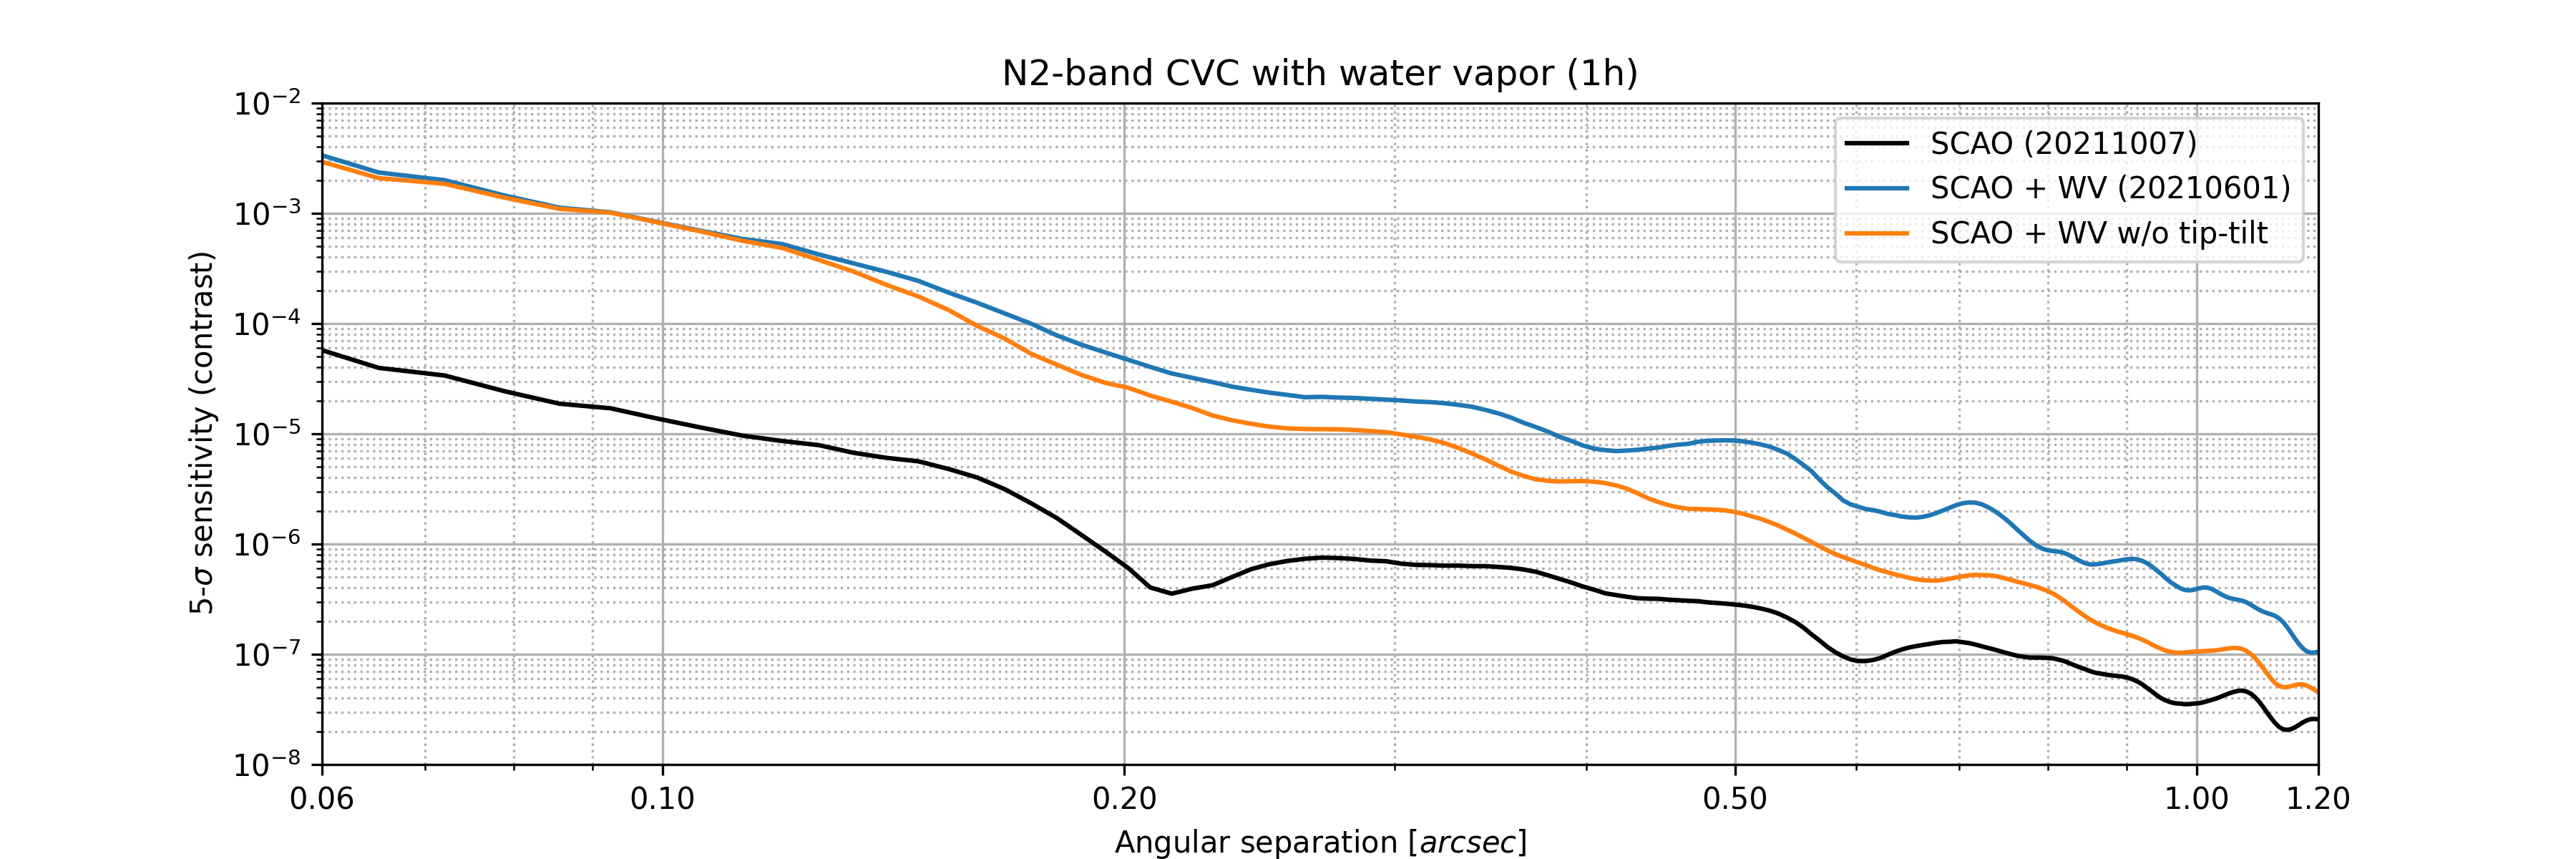 N2-band CVC with water vapor (1h)
10⁻²
10⁻³
10⁻⁴
10⁻⁵
10⁻⁶
10⁻⁷
10⁻⁸
5-σ sensitivity (contrast)
SCAO (20211007)
SCAO + WV (20210601)
SCAO + WV w/o tip-tilt
0.06 0.10 0.20 0.50 1.00 1.20
Angular separation [arcsec]